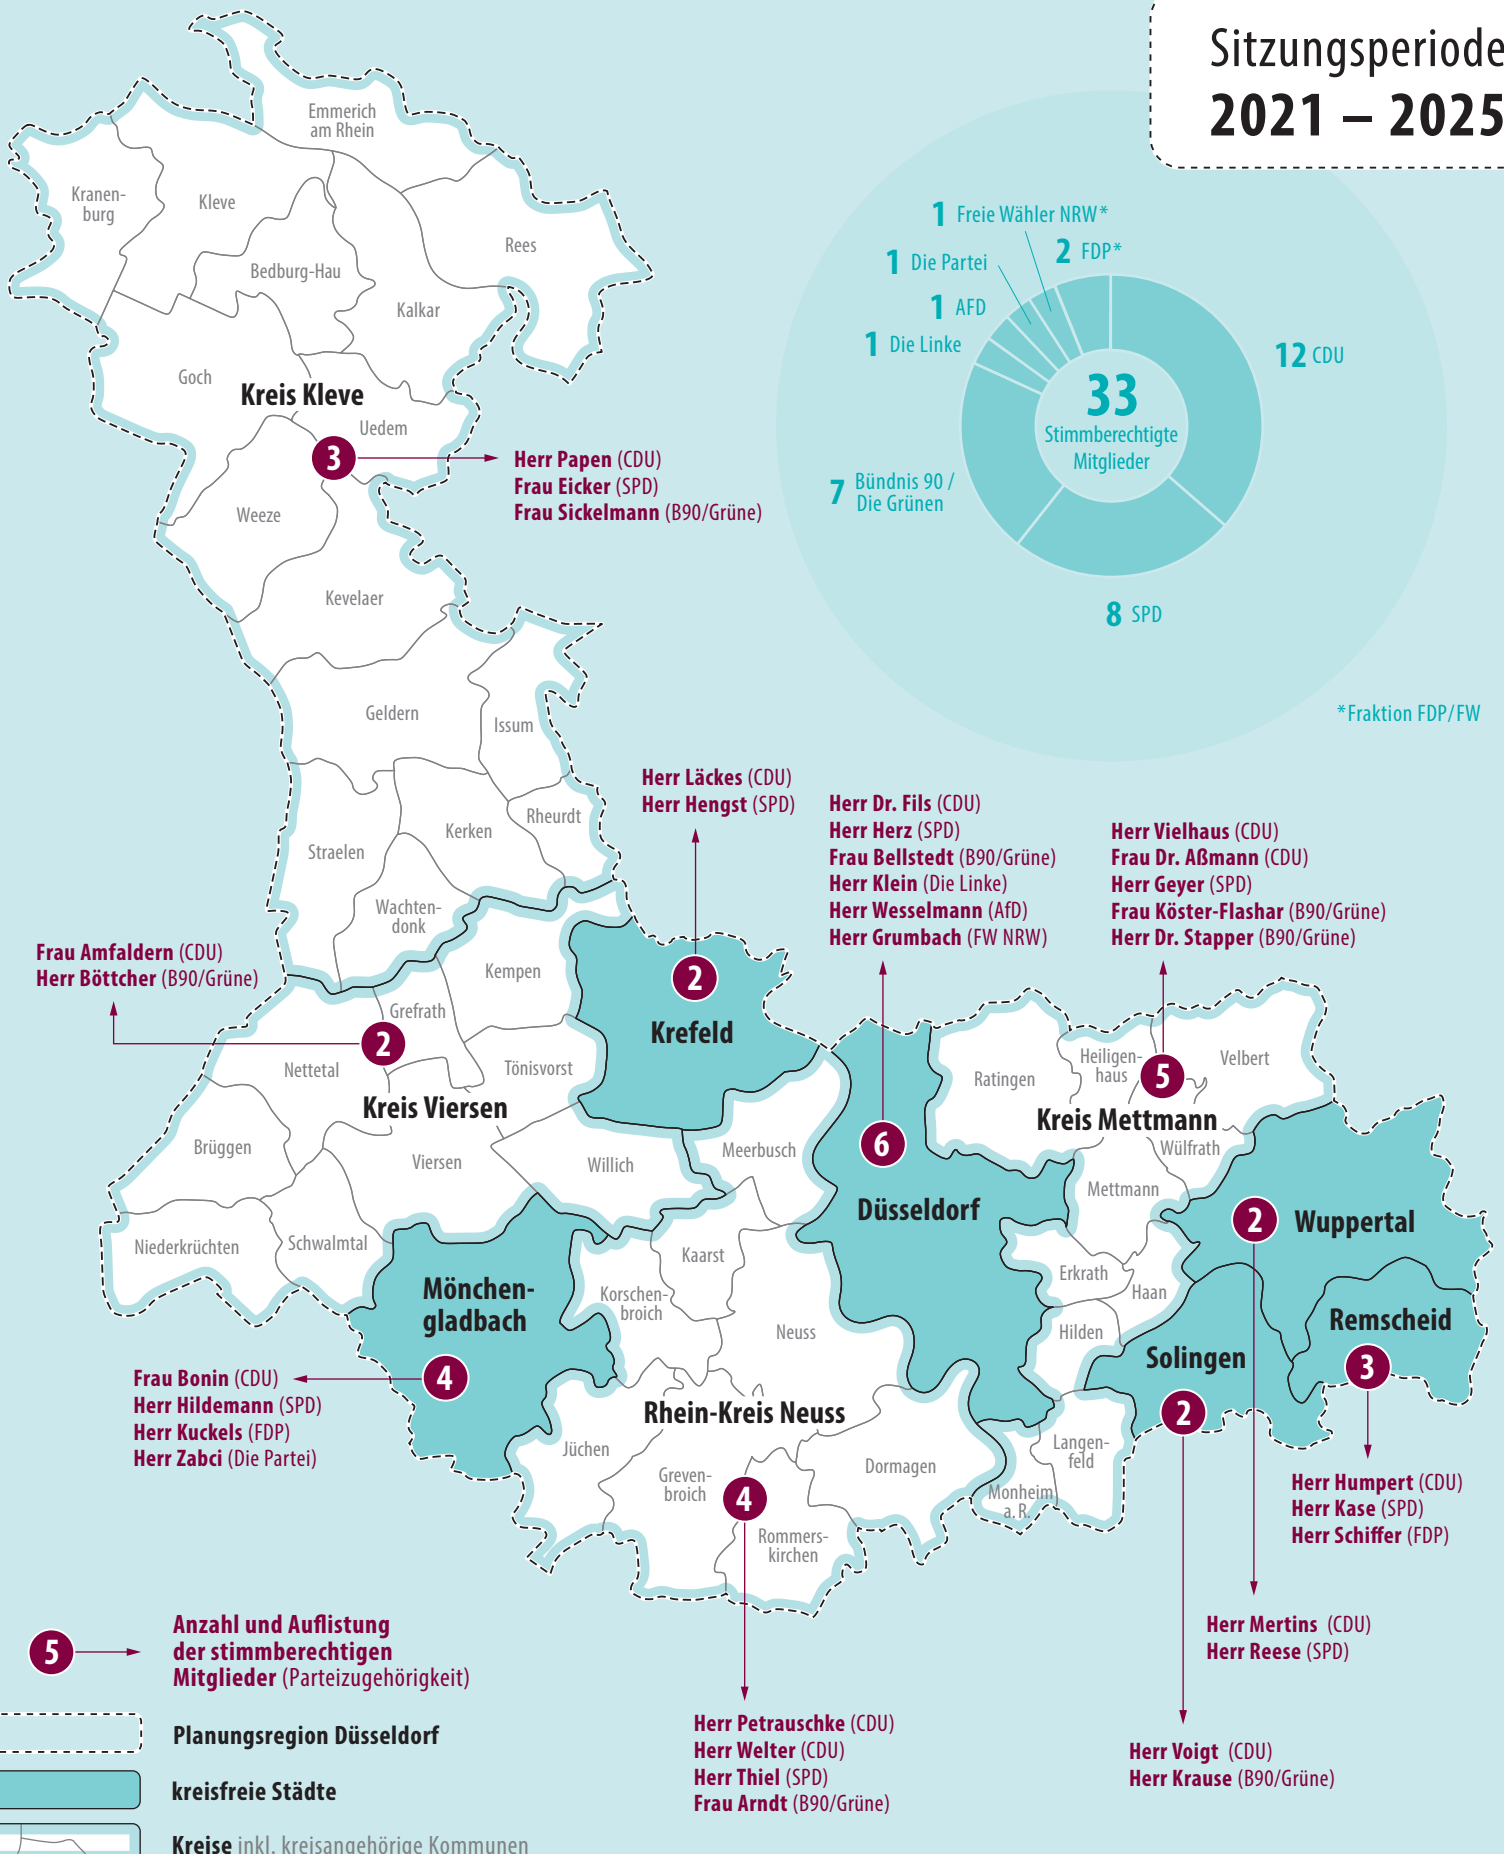 Sitzungsperiode
2021 – 2025
1 Freie Wähler NRW*
2 FDP*
1 Die Partei
1 AFD
1 Die Linke
12 CDU
33
Stimmberechtigte
Mitglieder
7 Bündnis 90 /
Die Grünen
8 SPD
*Fraktion FDP/FW
Emmerich
am Rhein
Kranen-
burg
Kleve
Rees
Bedburg-Hau
Kalkar
Goch
Kreis Kleve
Uedem
3
Herr Papen (CDU)
Frau Eicker (SPD)
Frau Sickelmann (B90/Grüne)
Weeze
Kevelaer
Geldern
Issum
Straelen
Kerken
Rheurdt
Wachten-
donk
Herr Läckes (CDU)
Herr Hengst (SPD)
2
Krefeld
Herr Dr. Fils (CDU)
Herr Herz (SPD)
Frau Bellstedt (B90/Grüne)
Herr Klein (Die Linke)
Herr Wesselmann (AfD)
Herr Grumbach (FW NRW)
6
Düsseldorf
Herr Vielhaus (CDU)
Frau Dr. Aßmann (CDU)
Herr Geyer (SPD)
Frau Köster-Flashar (B90/Grüne)
Herr Dr. Stapper (B90/Grüne)
Ratingen
Heiligen-
haus
5
Velbert
Kreis Mettmann
Wülfrath
Mettmann
Erkrath
Haan
Hilden
Langen-
feld
Monheim
a. R.
Frau Amfaldern (CDU)
Herr Böttcher (B90/Grüne)
Kempen
Grefrath
2
Nettetal
Tönisvorst
Kreis Viersen
Brüggen
Viersen
Willich
Niederkrüchten
Schwalmtal
Meerbusch
Kaarst
Korschen-
broich
Neuss
Rhein-Kreis Neuss
Jüchen
Greven-
broich
4
Dormagen
Rommers-
kirchen
Mönchen-
gladbach
4
Frau Bonin (CDU)
Herr Hildemann (SPD)
Herr Kuckels (FDP)
Herr Zabci (Die Partei)
2
Wuppertal
Remscheid
3
Solingen
2
Herr Humpert (CDU)
Herr Kase (SPD)
Herr Schiffer (FDP)
Herr Mertins (CDU)
Herr Reese (SPD)
Herr Voigt (CDU)
Herr Krause (B90/Grüne)
Herr Petrauschke (CDU)
Herr Welter (CDU)
Herr Thiel (SPD)
Frau Arndt (B90/Grüne)
5
Anzahl und Auflistung
der stimmberechtigen
Mitglieder (Parteizugehörigkeit)
Planungsregion Düsseldorf
kreisfreie Städte
Kreise inkl. kreisangehörige Kommunen